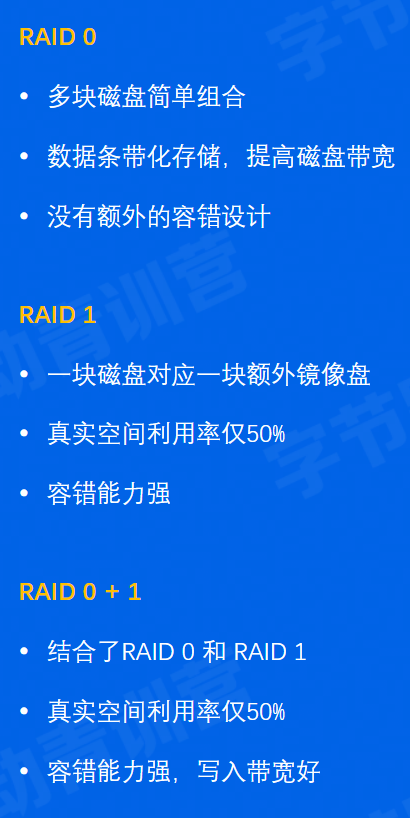 RAID 0
• 多块磁盘简单组合
• 数据条带化存储，提高磁盘带宽
• 没有额外的容错设计
RAID 1
• 一块磁盘对应一块额外镜像盘
• 真实空间利用率仅50%
• 容错能力强
RAID 0 + 1
• 结合了RAID 0 和 RAID 1
• 真实空间利用率仅50%
• 容错能力强，写入带宽好
字节
动青训营
字节
动青训营